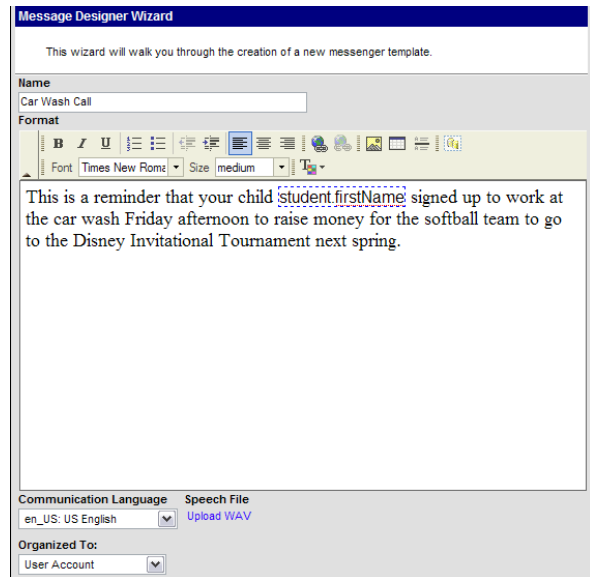 Message Designer Wizard
This wizard will walk you through the creation of a new messenger template.
Name
Car Wash Call
Format
B I U
Font Times New Roma Size medium T
This is a reminder that your child student.firstName signed up to work at
the car wash Friday afternoon to raise money for the softball team to go
to the Disney Invitational Tournament next spring.
Communication Language Speech File
en_US: US English Upload WAV
Organized To:
User Account